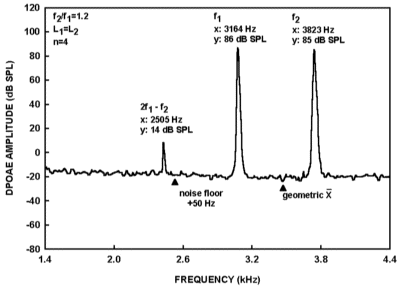 120
100
80
60
40
20
0
-20
-40
-60
-80
DPOAE AMPLITUDE (dB SPL)
f₂/f₁=1.2
L₁=L₂
n=4
f₁
x: 3164 Hz
y: 86 dB SPL
f₂
x: 3823 Hz
y: 85 dB SPL
2f₁ - f₂
x: 2505 Hz
y: 14 dB SPL
noise floor
+50 Hz
geometric X̅
1.4 2.0 2.6 3.2 3.8 4.4
FREQUENCY (kHz)